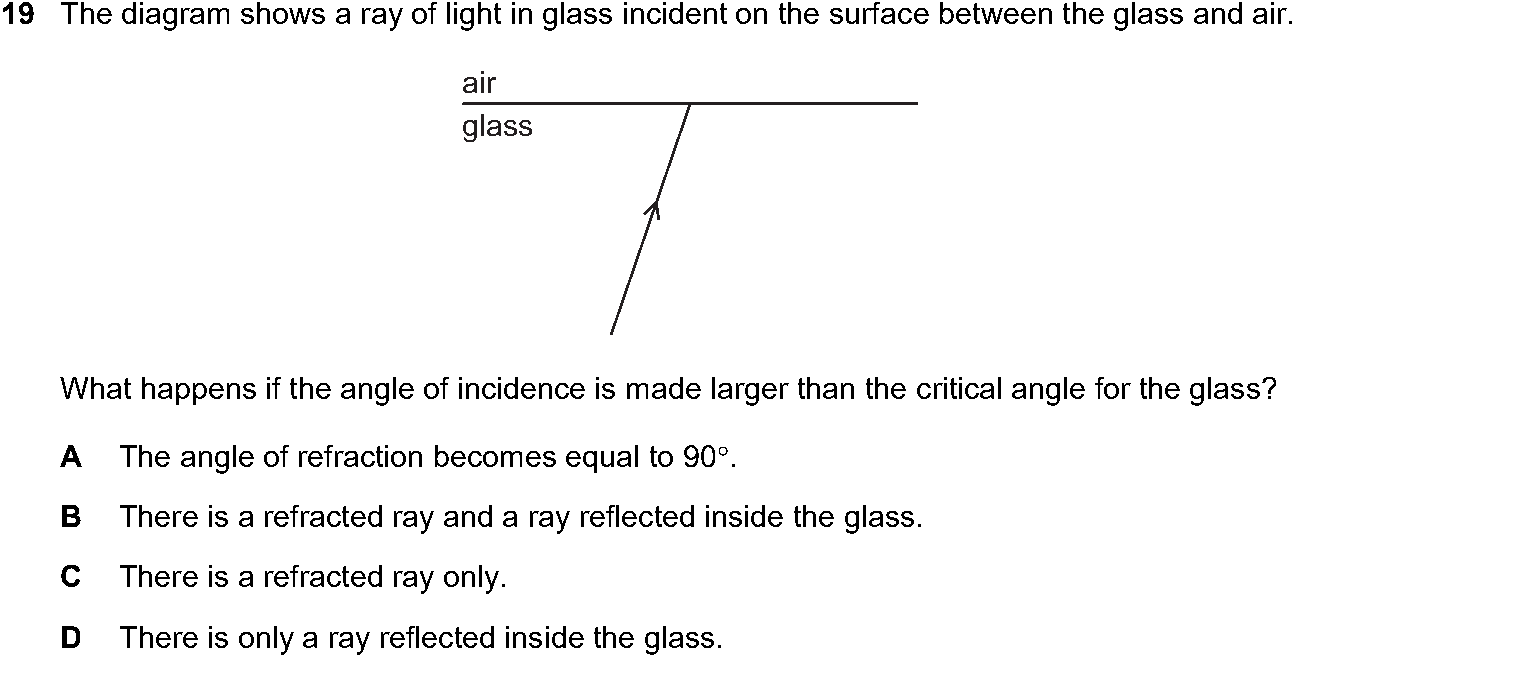 19 The diagram shows a ray of light in glass incident on the surface between the glass and air.
air
glass
What happens if the angle of incidence is made larger than the critical angle for the glass?
A The angle of refraction becomes equal to 90°.
B There is a refracted ray and a ray reflected inside the glass.
C There is a refracted ray only.
D There is only a ray reflected inside the glass.